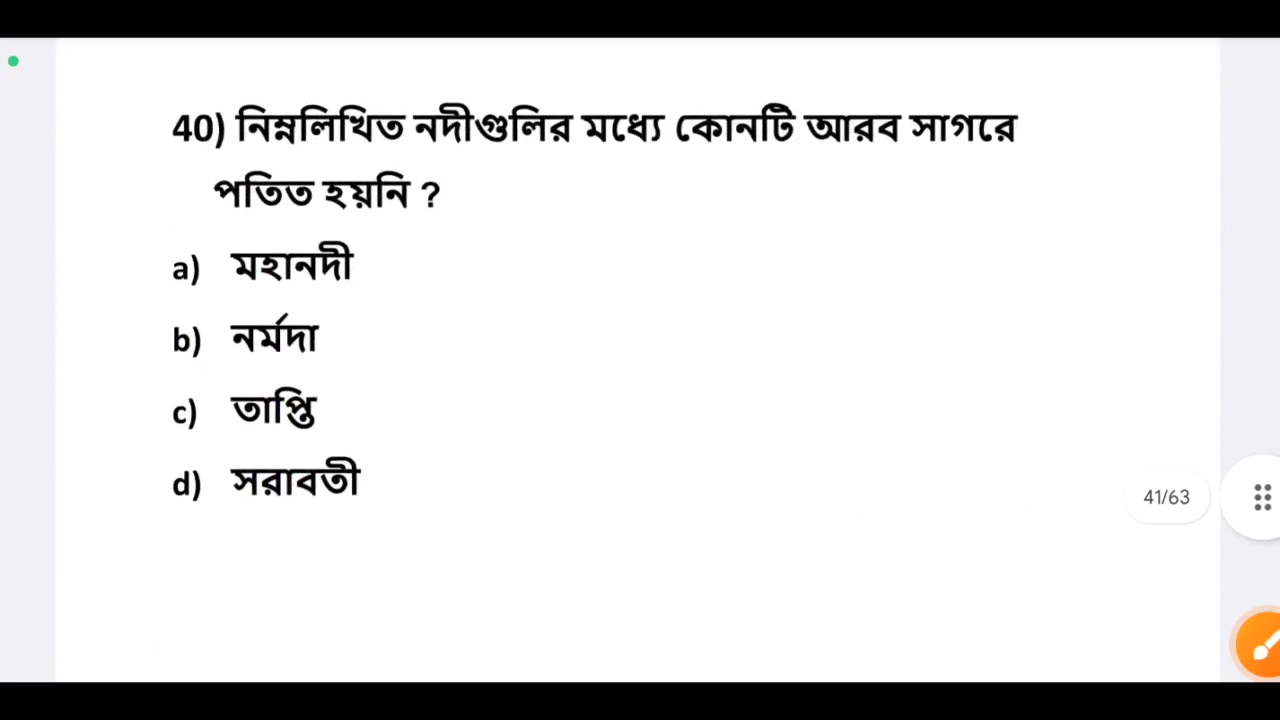 40) নিম্নলিখিত নদীগুলির মধ্যে কোনটি আরব সাগরে
পতিত হয়নি ?
a) মহানদী
b) নর্মদা
c) তাপ্তি
d) সরাবতী
41/63